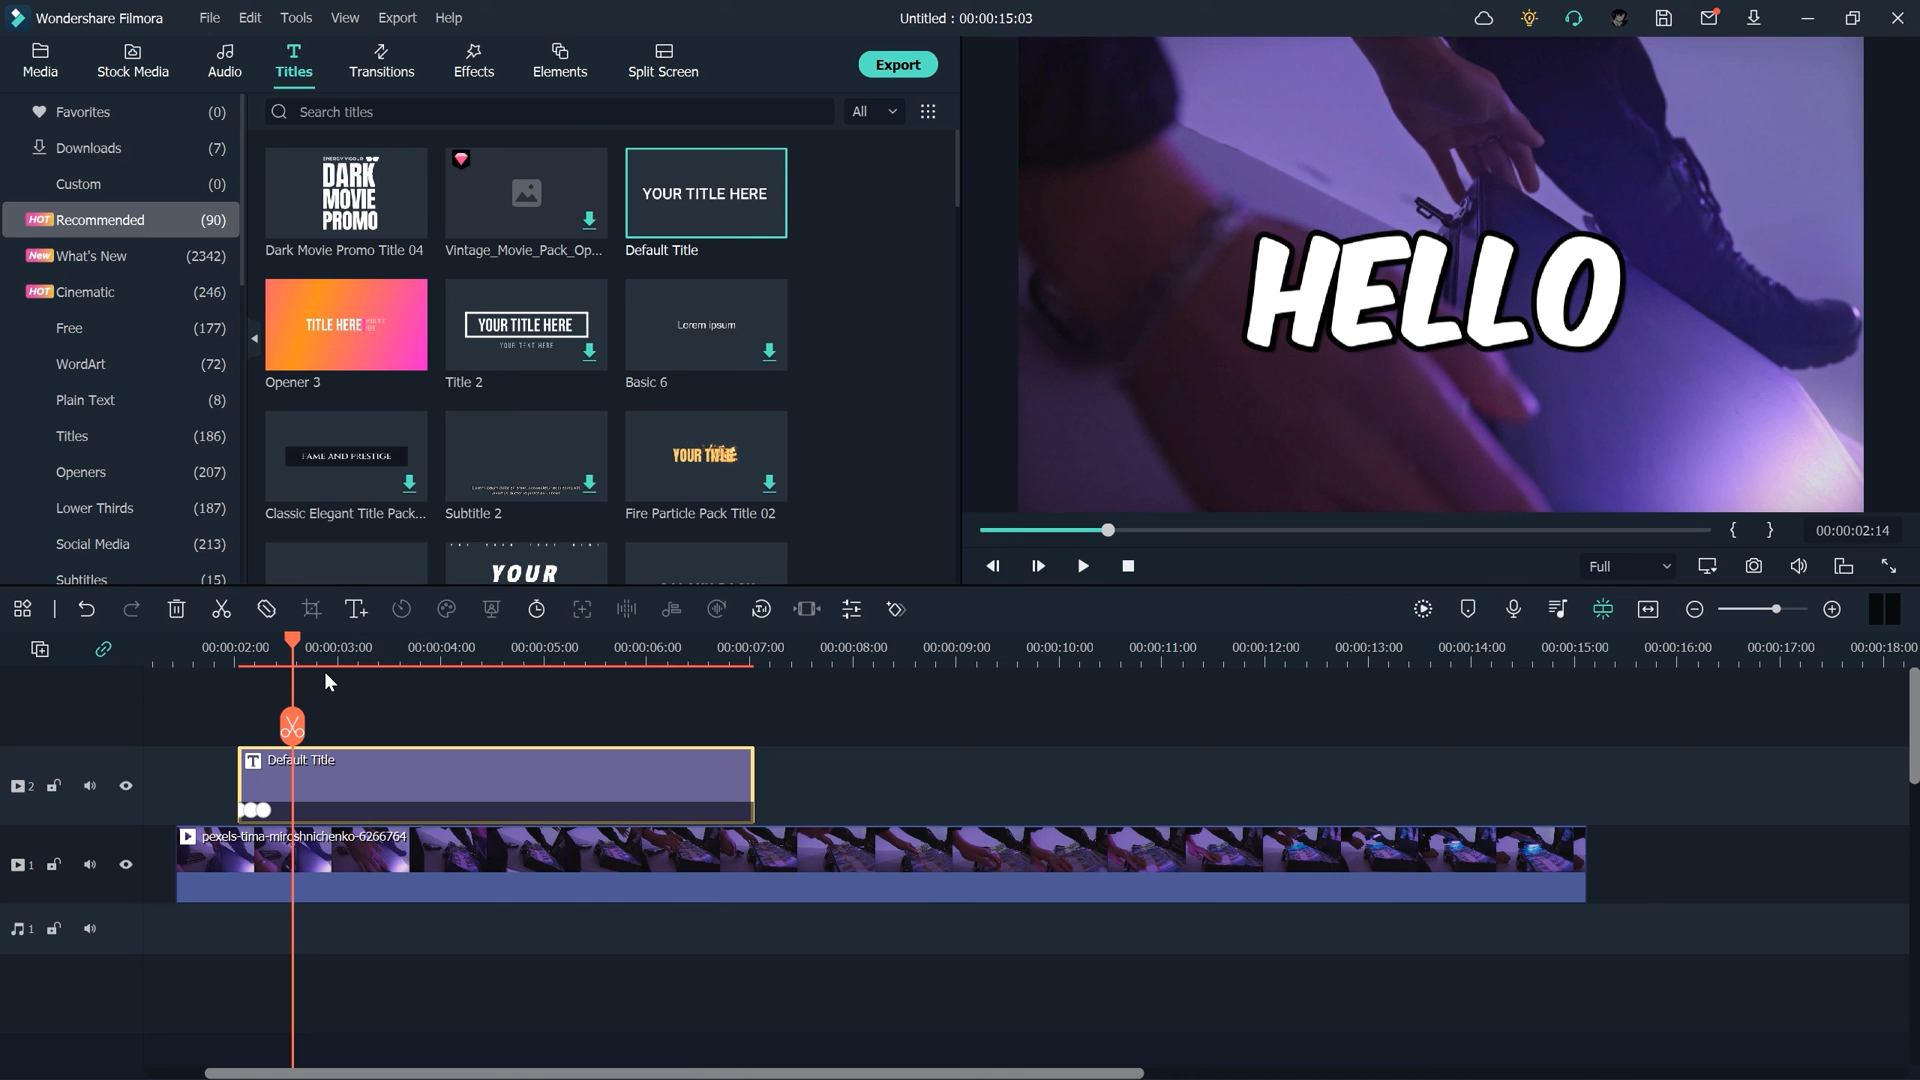 Wondershare Filmora File Edit Tools View Export Help Untitled : 00:00:15:03
Media Stock Media Audio Titles Transitions Effects Elements Split Screen Export
Favorites (0)
Downloads (7)
Custom (0)
HOT Recommended (90)
New What's New (2342)
HOT Cinematic (246)
Free (177)
WordArt (72)
Plain Text (8)
Titles (186)
Openers (207)
Lower Thirds (187)
Social Media (213)
Subtitles (15)
Search titles All
DARK
MOVIE
PROMO
Dark Movie Promo Title 04
Vintage_Movie_Pack_Op...
YOUR TITLE HERE
Default Title
TITLE HERE
Opener 3
YOUR TITLE HERE
YOUR TEXT HERE
Title 2
Lorem ipsum
Basic 6
FAME AND PRESTIGE
Classic Elegant Title Pack...
Subtitle 2
YOUR TITLE
Fire Particle Pack Title 02
YOUR
HELLO
{ } 00:00:02:14
Full
00:00:02:00 00:00:03:00 00:00:04:00 00:00:05:00 00:00:06:00 00:00:07:00 00:00:08:00 00:00:09:00 00:00:10:00 00:00:11:00 00:00:12:00 00:00:13:00 00:00:14:00 00:00:15:00 00:00:16:00 00:00:17:00 00:00:18:00
T Default Title
2
pexels-tima-miroshnichenko-6266764
1
1